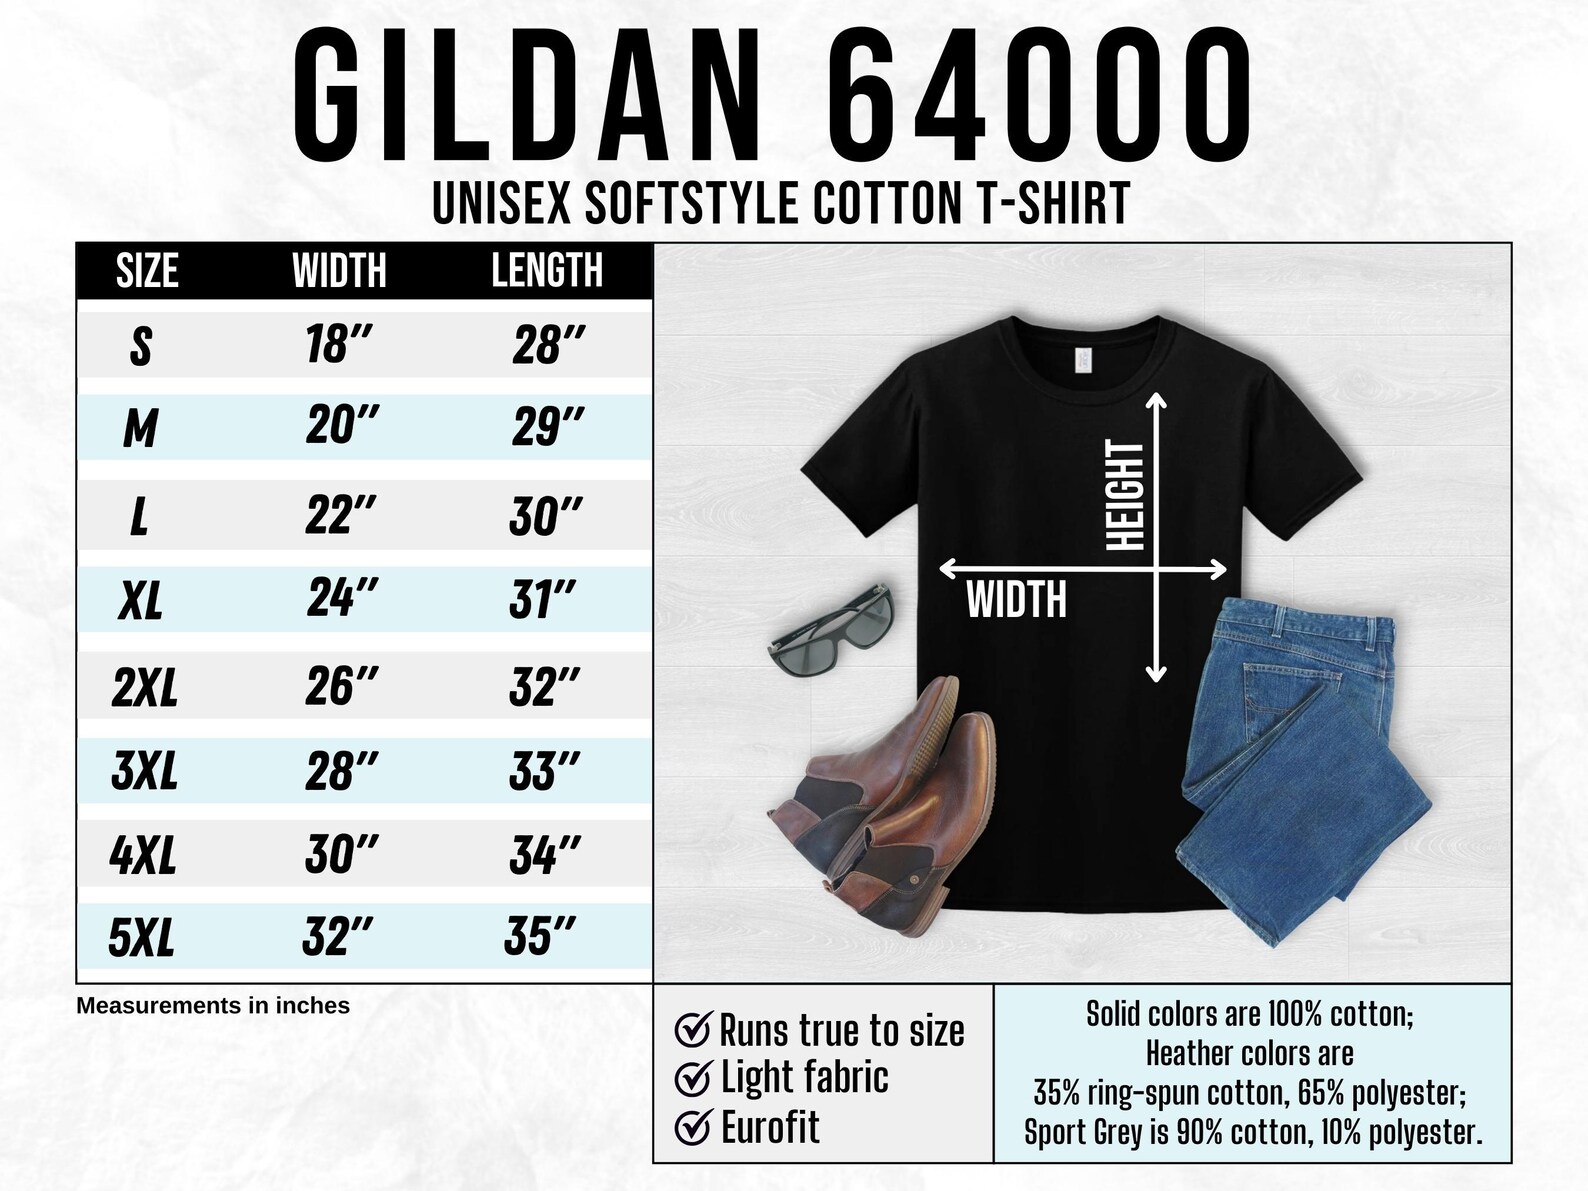 GILDAN 64000
UNISEX SOFTSTYLE COTTON T-SHIRT
SIZE WIDTH LENGTH
S 18" 28"
M 20" 29"
L 22" 30"
XL 24" 31"
2XL 26" 32"
3XL 28" 33"
4XL 30" 34"
5XL 32" 35"
Measurements in inches
HEIGHT
WIDTH
Runs true to size
Light fabric
Eurofit
Solid colors are 100% cotton;
Heather colors are
35% ring-spun cotton, 65% polyester;
Sport Grey is 90% cotton, 10% polyester.